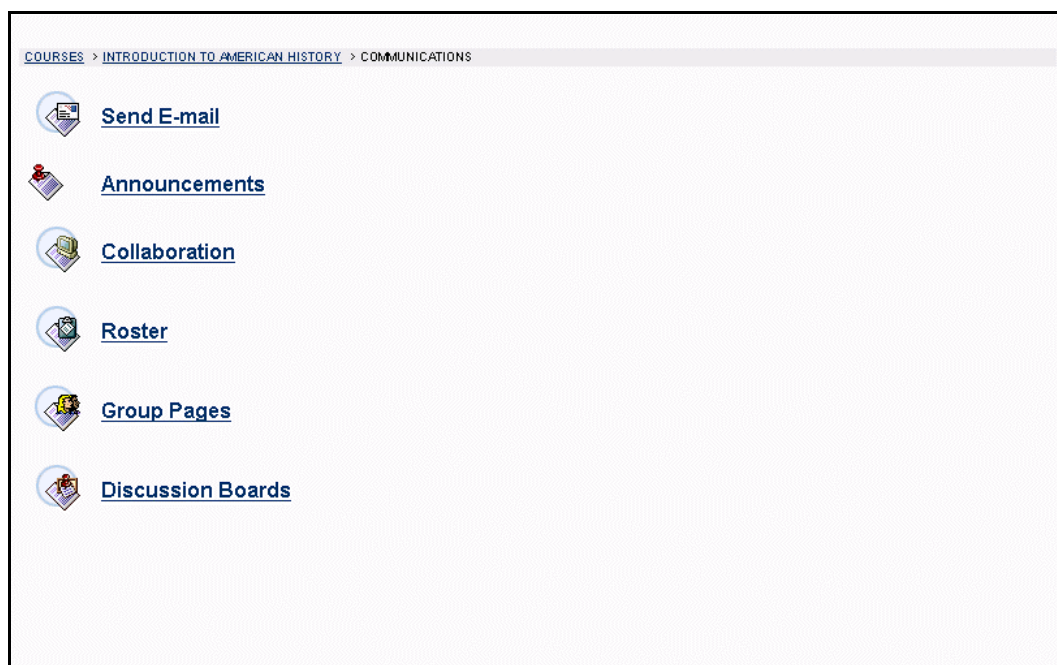 COURSES > INTRODUCTION TO AMERICAN HISTORY > COMMUNICATIONS
Send E-mail
Announcements
Collaboration
Roster
Group Pages
Discussion Boards